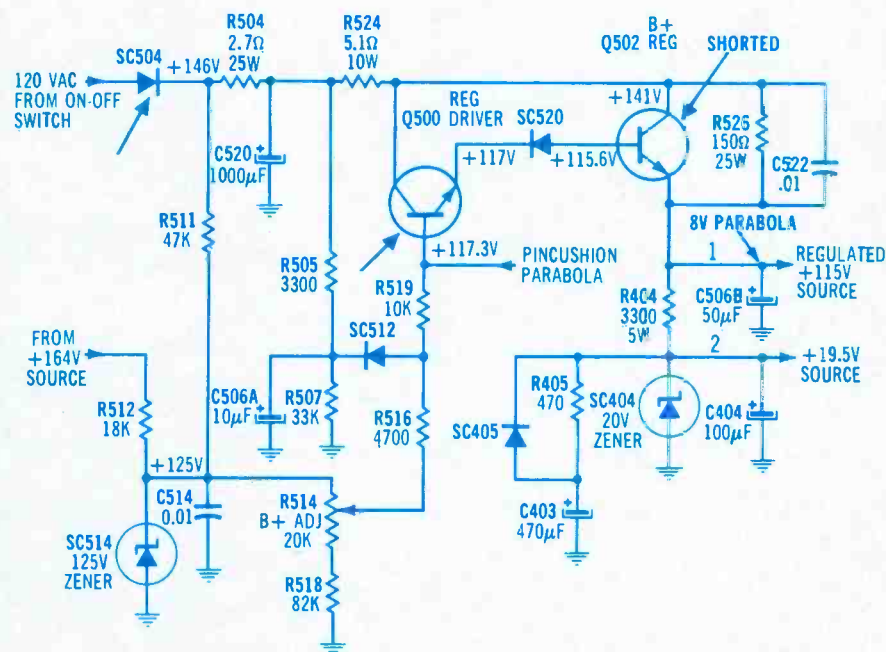 R504
2.7Ω
25W
R524
5.1Ω
10W
B+
Q502 REG
SHORTED
SC504
+146V
120 VAC
FROM ON-OFF
SWITCH
REG
Q500 DRIVER
SC520
+141V
R526
150Ω
25W
C522
.01
C520
1000µF
+
+117V
+115.6V
R511
47K
8V PARABOLA
+117.3V
PINCUSHION
PARABOLA
1
REGULATED
+115V
SOURCE
R505
3300
R519
10K
R404
3300
5W
C506B
50µF
+
FROM
+164V
SOURCE
SC512
2
+19.5V
SOURCE
C506A
10µF
+
R507
33K
R516
4700
R405
470
SC404
20V
ZENER
C404
100µF
+
R512
18K
SC405
+125V
C514
0.01
R514
B+ ADJ
20K
C403
470µF
+
SC514
125V
ZENER
R518
82K